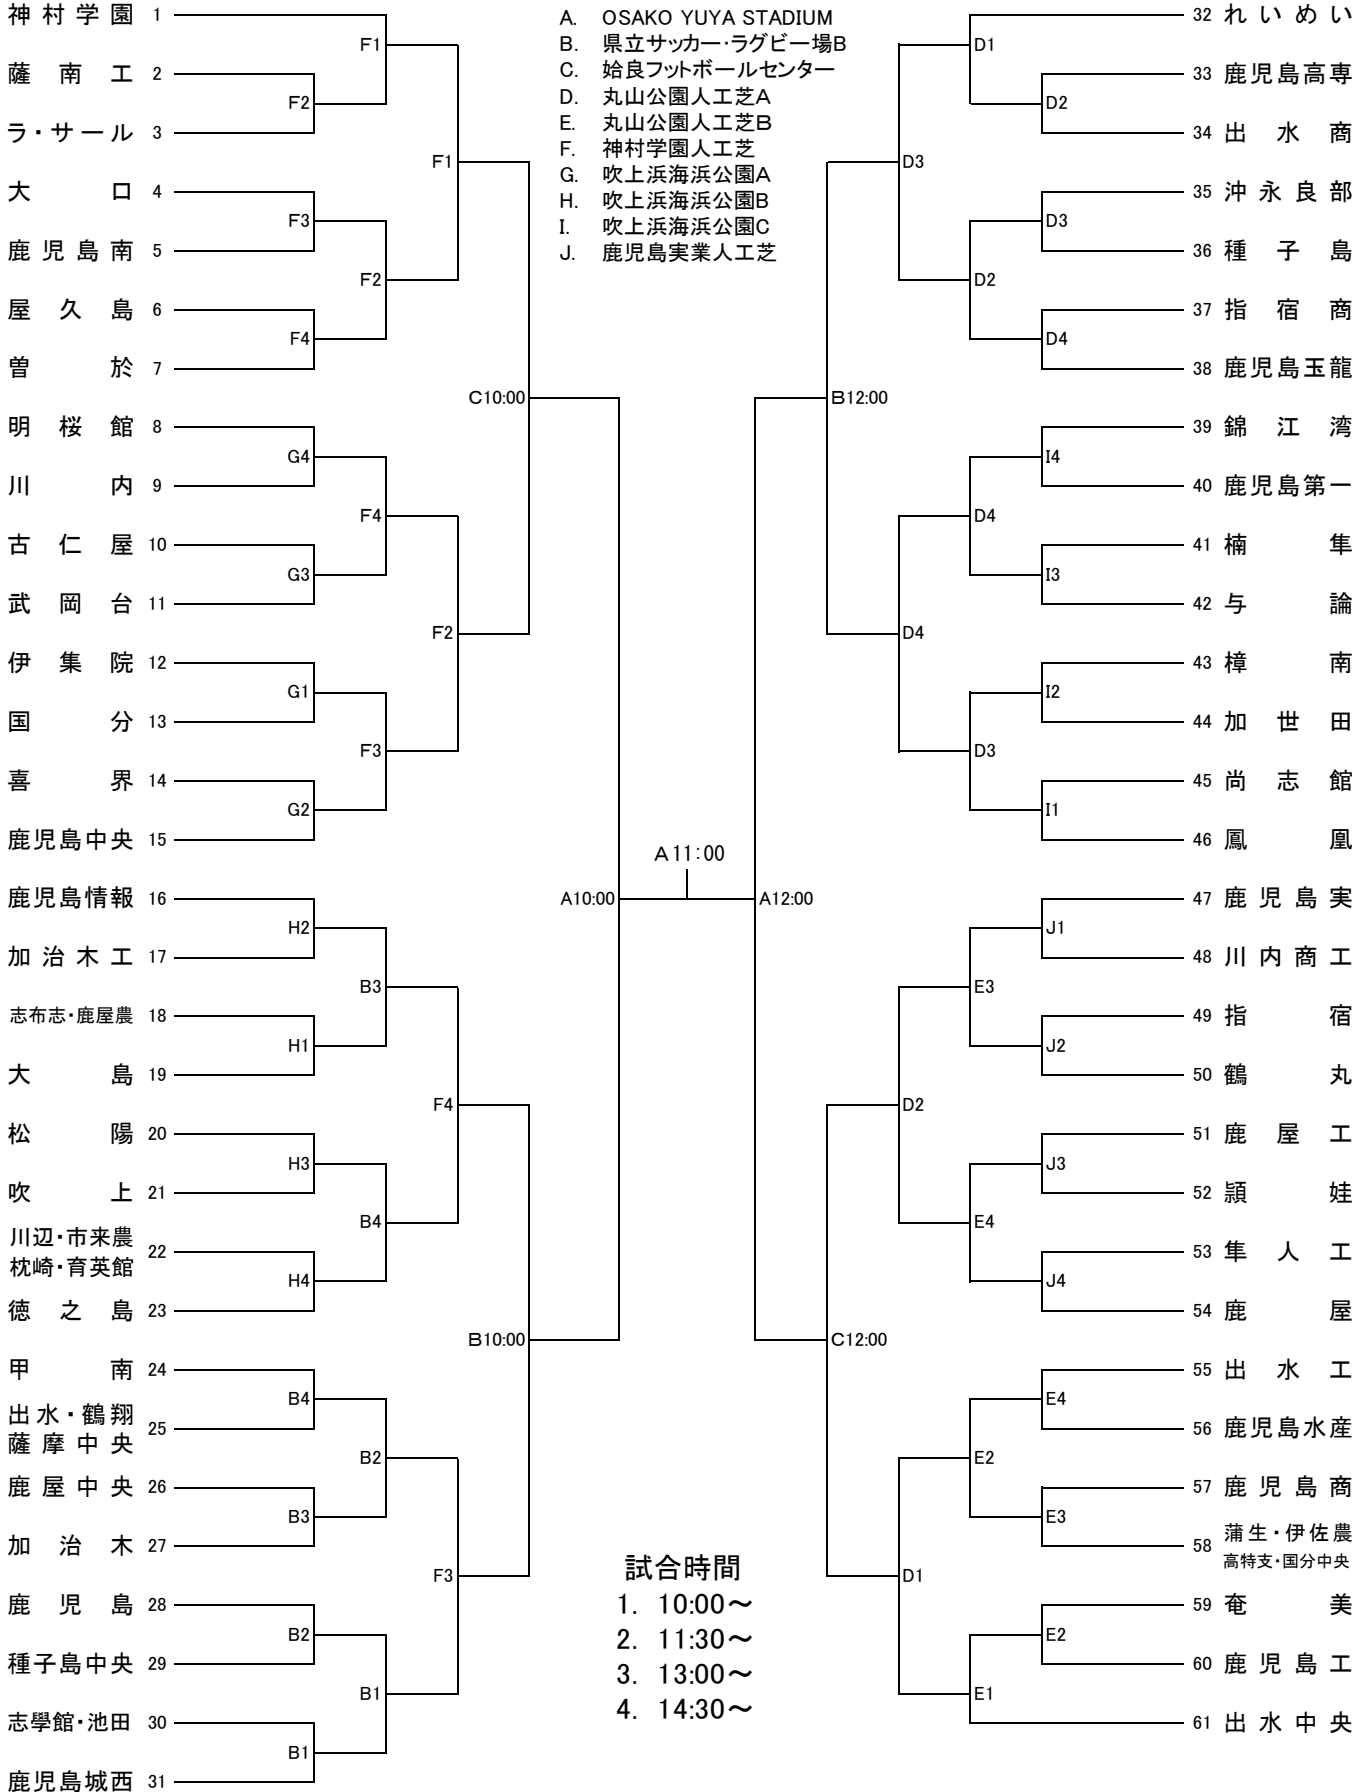 神村学園 1
F1
薩南工 2
F2
ラ・サール 3
F1
大口 4
F3
鹿児島南 5
F2
屋久島 6
F4
曽於 7
C10:00
明桜館 8
G4
川内 9
F4
古仁屋 10
G3
武岡台 11
F2
伊集院 12
G1
国分 13
F3
喜界 14
G2
鹿児島中央 15
A10:00
鹿児島情報 16
H2
加治木工 17
B3
志布志・鹿屋農 18
H1
大島 19
F4
松陽 20
H3
吹上 21
B4
川辺・市来農
枕崎・育英館 22
H4
徳之島 23
B10:00
甲南 24
B4
出水・鶴翔
薩摩中央 25
B2
鹿屋中央 26
B3
加治木 27
F3
鹿児島 28
B2
種子島中央 29
B1
志學館・池田 30
B1
鹿児島城西 31
A. OSAKO YUYA STADIUM
B. 県立サッカー・ラグビー場B
C. 姶良フットボールセンター
D. 丸山公園人工芝A
E. 丸山公園人工芝B
F. 神村学園人工芝
G. 吹上浜海浜公園A
H. 吹上浜海浜公園B
I. 吹上浜海浜公園C
J. 鹿児島実業人工芝
A11:00
試合時間
1. 10:00～
2. 11:30～
3. 13:00～
4. 14:30～
32 れいめい
D1
33 鹿児島高専
D2
34 出水商
D3
35 沖永良部
D3
36 種子島
D2
37 指宿商
D4
38 鹿児島玉龍
B12:00
39 錦江湾
I4
40 鹿児島第一
D4
41 楠隼
I3
42 与論
D4
43 樟南
I2
44 加世田
D3
45 尚志館
I1
46 鳳凰
A12:00
47 鹿児島実
J1
48 川内商工
E3
49 指宿
J2
50 鶴丸
D2
51 鹿屋工
J3
52 頴娃
E4
53 隼人工
J4
54 鹿屋
C12:00
55 出水工
E4
56 鹿児島水産
E2
57 鹿児島商
E3
58 蒲生・伊佐農
高特支・国分中央
D1
59 奄美
E2
60 鹿児島工
E1
61 出水中央